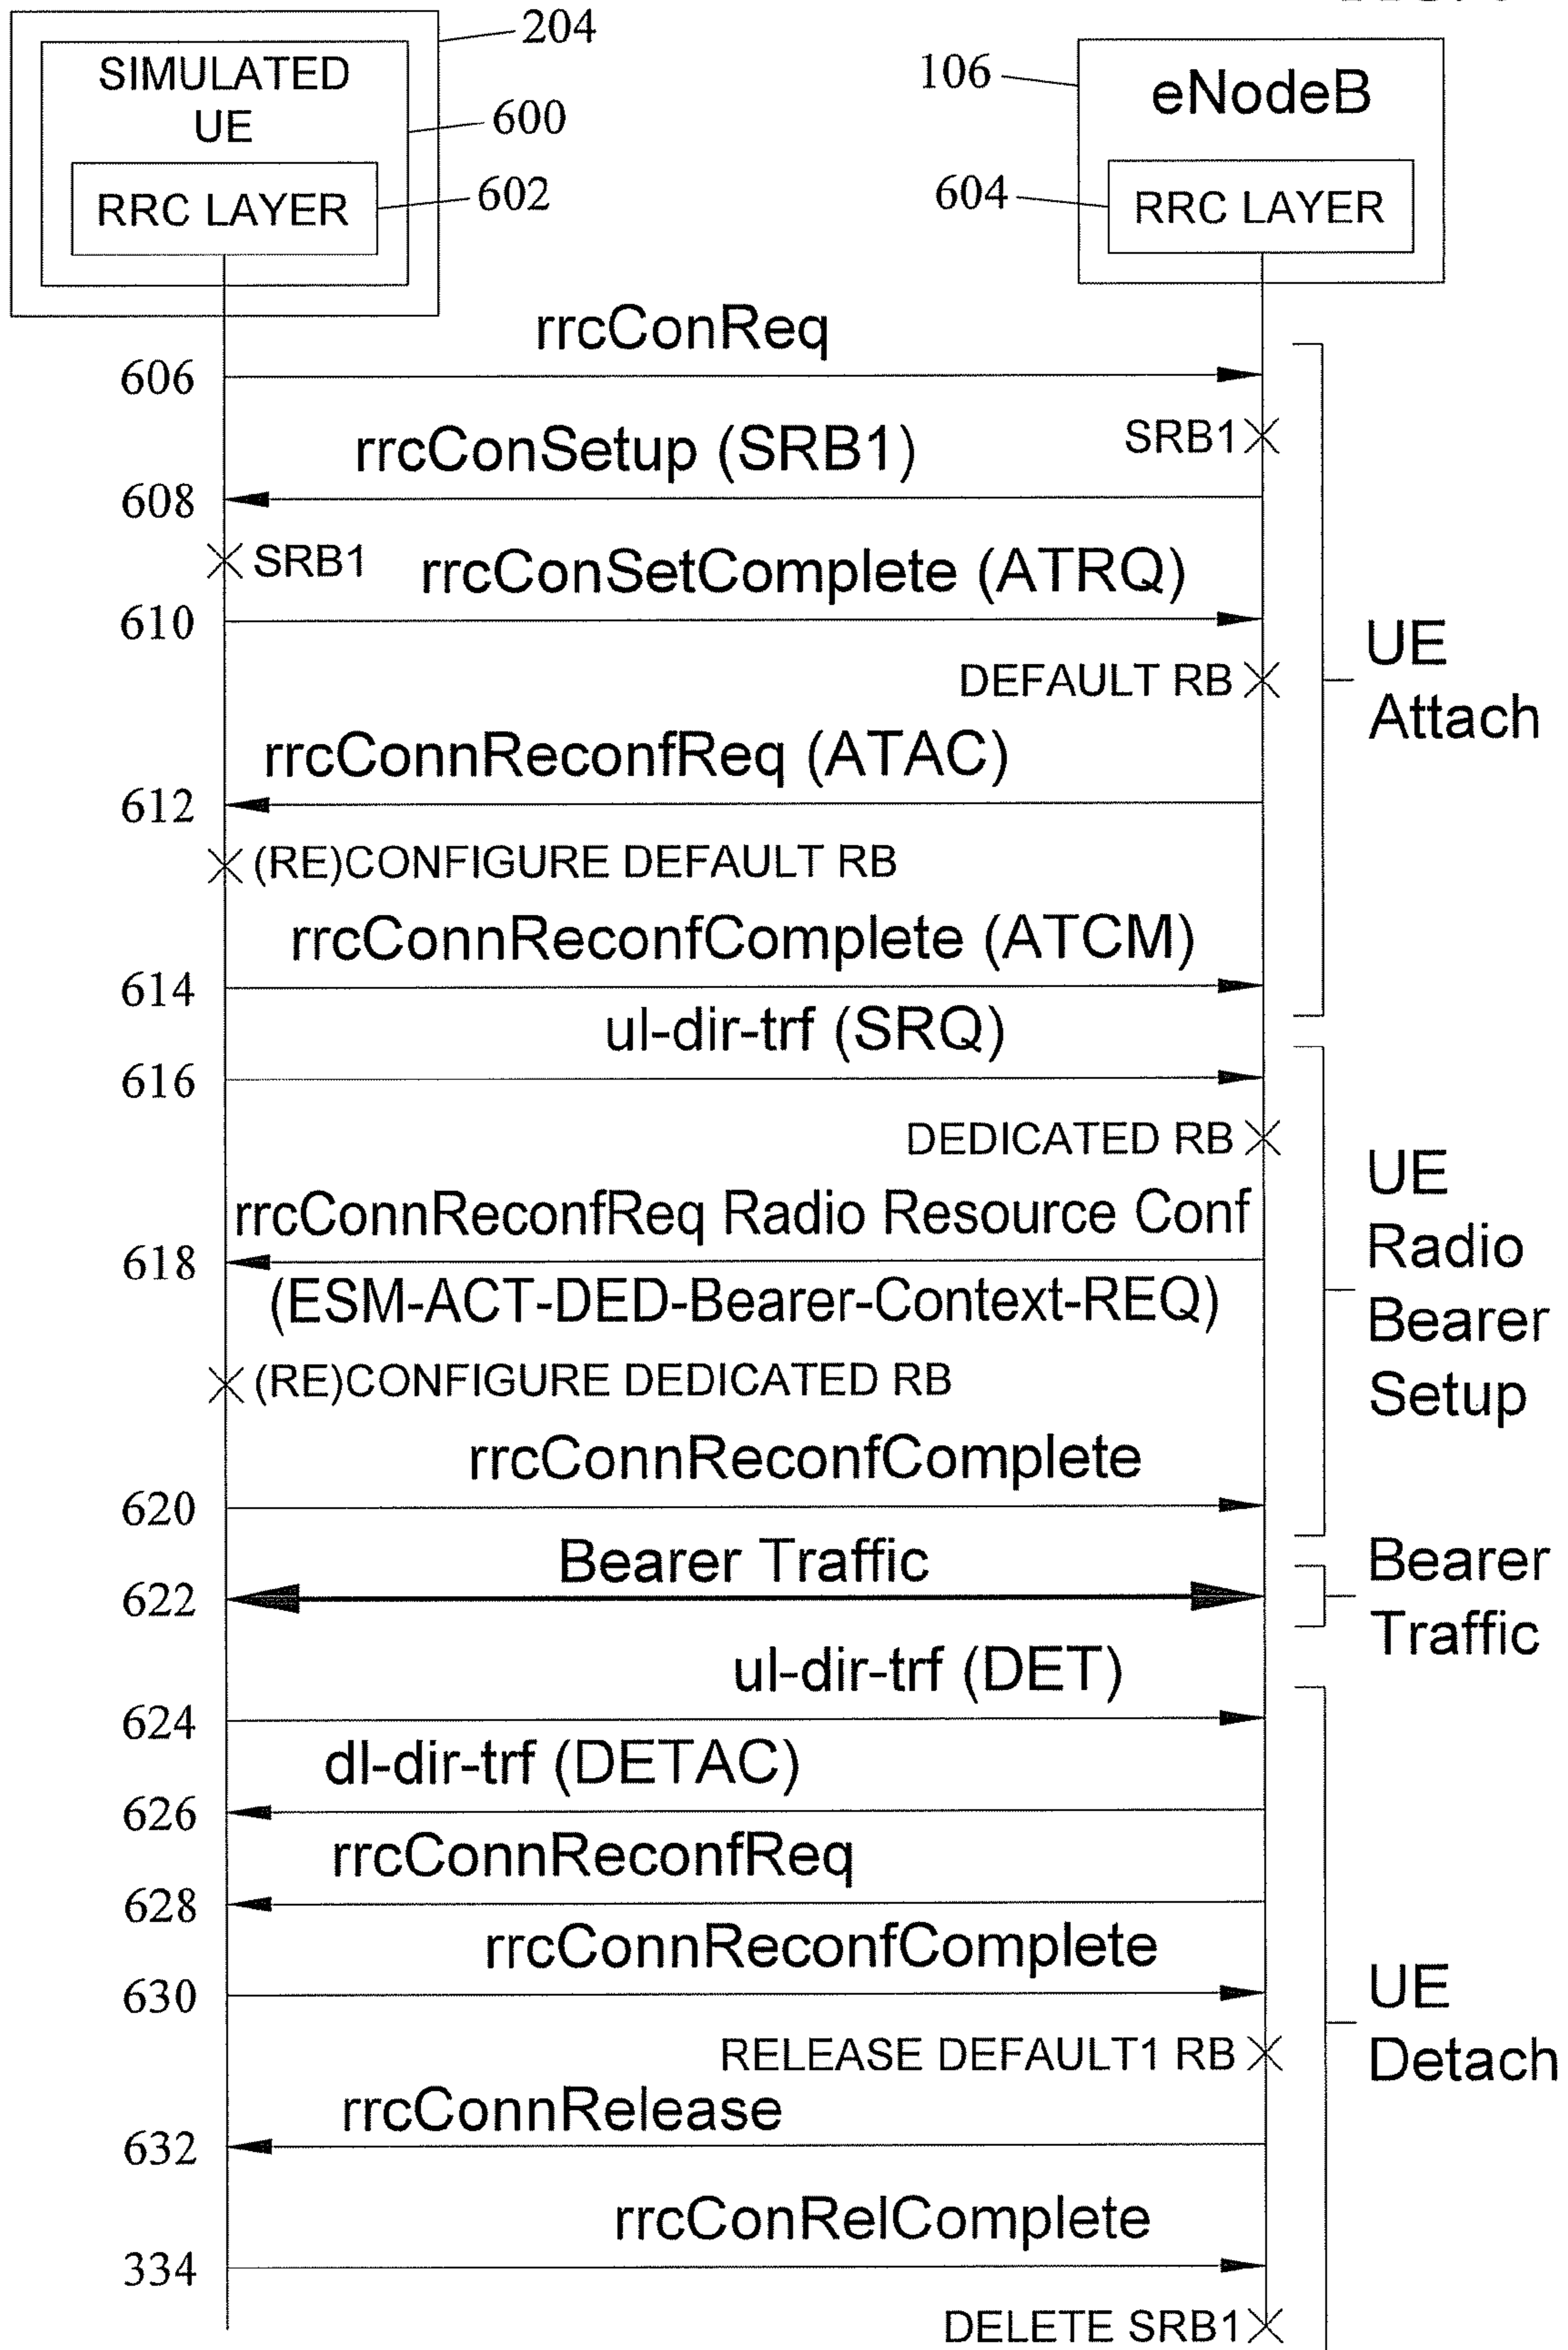 204
SIMULATED
UE
600
RRC LAYER
602
106
eNodeB
604
RRC LAYER
rrcConReq
606
SRB1
rrcConSetup (SRB1)
608
SRB1
rrcConSetComplete (ATRQ)
610
DEFAULT RB
UE
Attach
rrcConnReconfReq (ATAC)
612
(RE)CONFIGURE DEFAULT RB
rrcConnReconfComplete (ATCM)
614
ul-dir-trf (SRQ)
616
DEDICATED RB
UE
Radio
Bearer
Setup
rrcConnReconfReq Radio Resource Conf
618
(ESM-ACT-DED-Bearer-Context-REQ)
(RE)CONFIGURE DEDICATED RB
rrcConnReconfComplete
620
Bearer Traffic
622
Bearer
Traffic
ul-dir-trf (DET)
624
dl-dir-trf (DETAC)
626
rrcConnReconfReq
628
rrcConnReconfComplete
630
UE
Detach
RELEASE DEFAULT1 RB
rrcConnRelease
632
rrcConRelComplete
334
DELETE SRB1